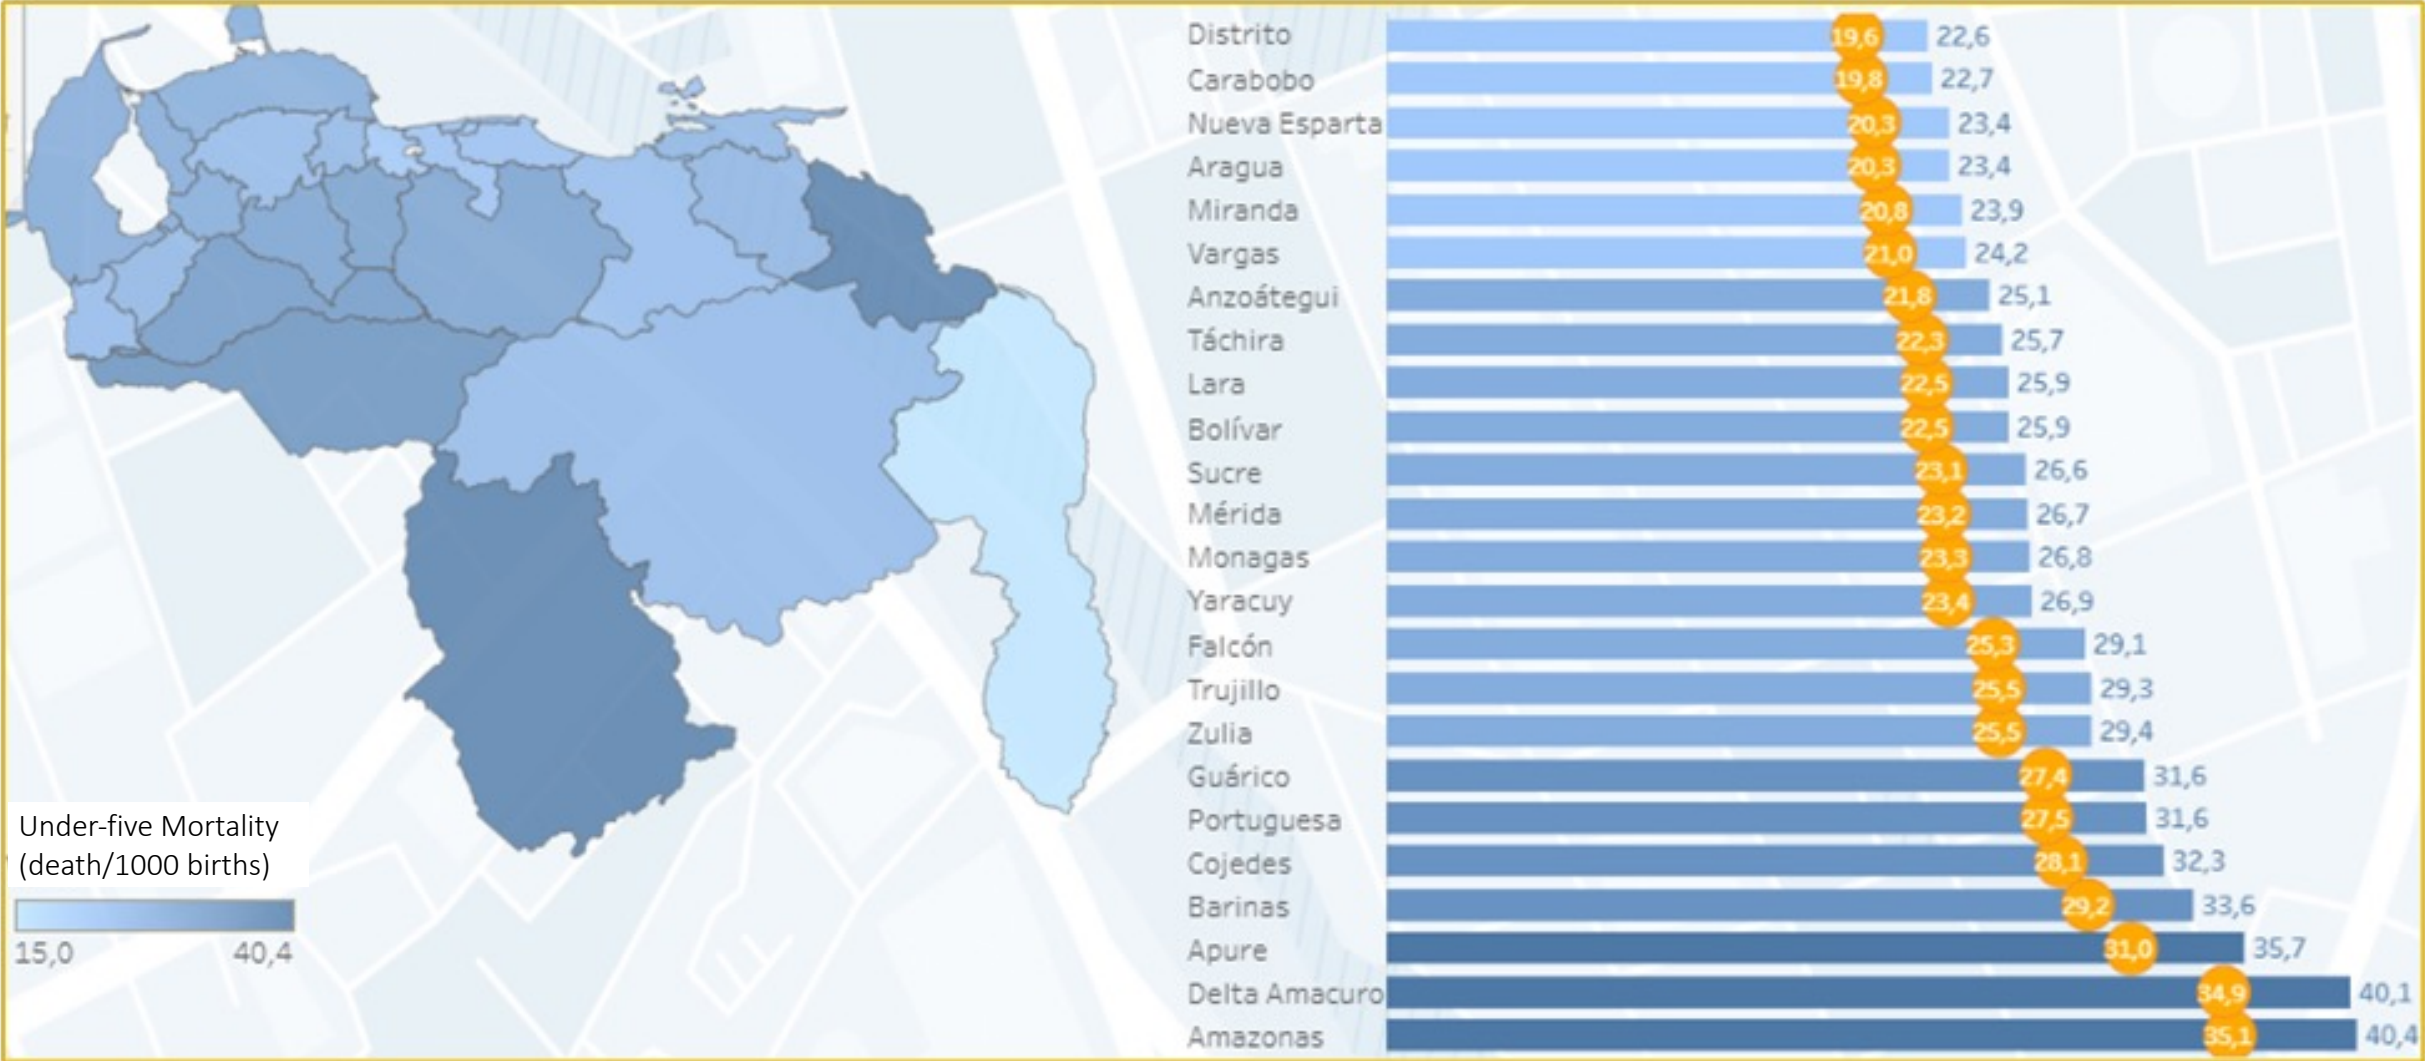 Distrito 19,6 22,6
Carabobo 19,8 22,7
Nueva Esparta 20,3 23,4
Aragua 20,3 23,4
Miranda 20,8 23,9
Vargas 21,0 24,2
Anzoátegui 21,8 25,1
Táchira 22,3 25,7
Lara 22,5 25,9
Bolívar 22,5 25,9
Sucre 23,1 26,6
Mérida 23,2 26,7
Monagas 23,3 26,8
Yaracuy 23,4 26,9
Falcón 25,3 29,1
Trujillo 25,5 29,3
Zulia 25,5 29,4
Guárico 27,4 31,6
Portuguesa 27,5 31,6
Cojedes 28,1 32,3
Barinas 29,2 33,6
Apure 31,0 35,7
Delta Amacuro 34,9 40,1
Amazonas 35,1 40,4
Under-five Mortality
(death/1000 births)
15,0 40,4